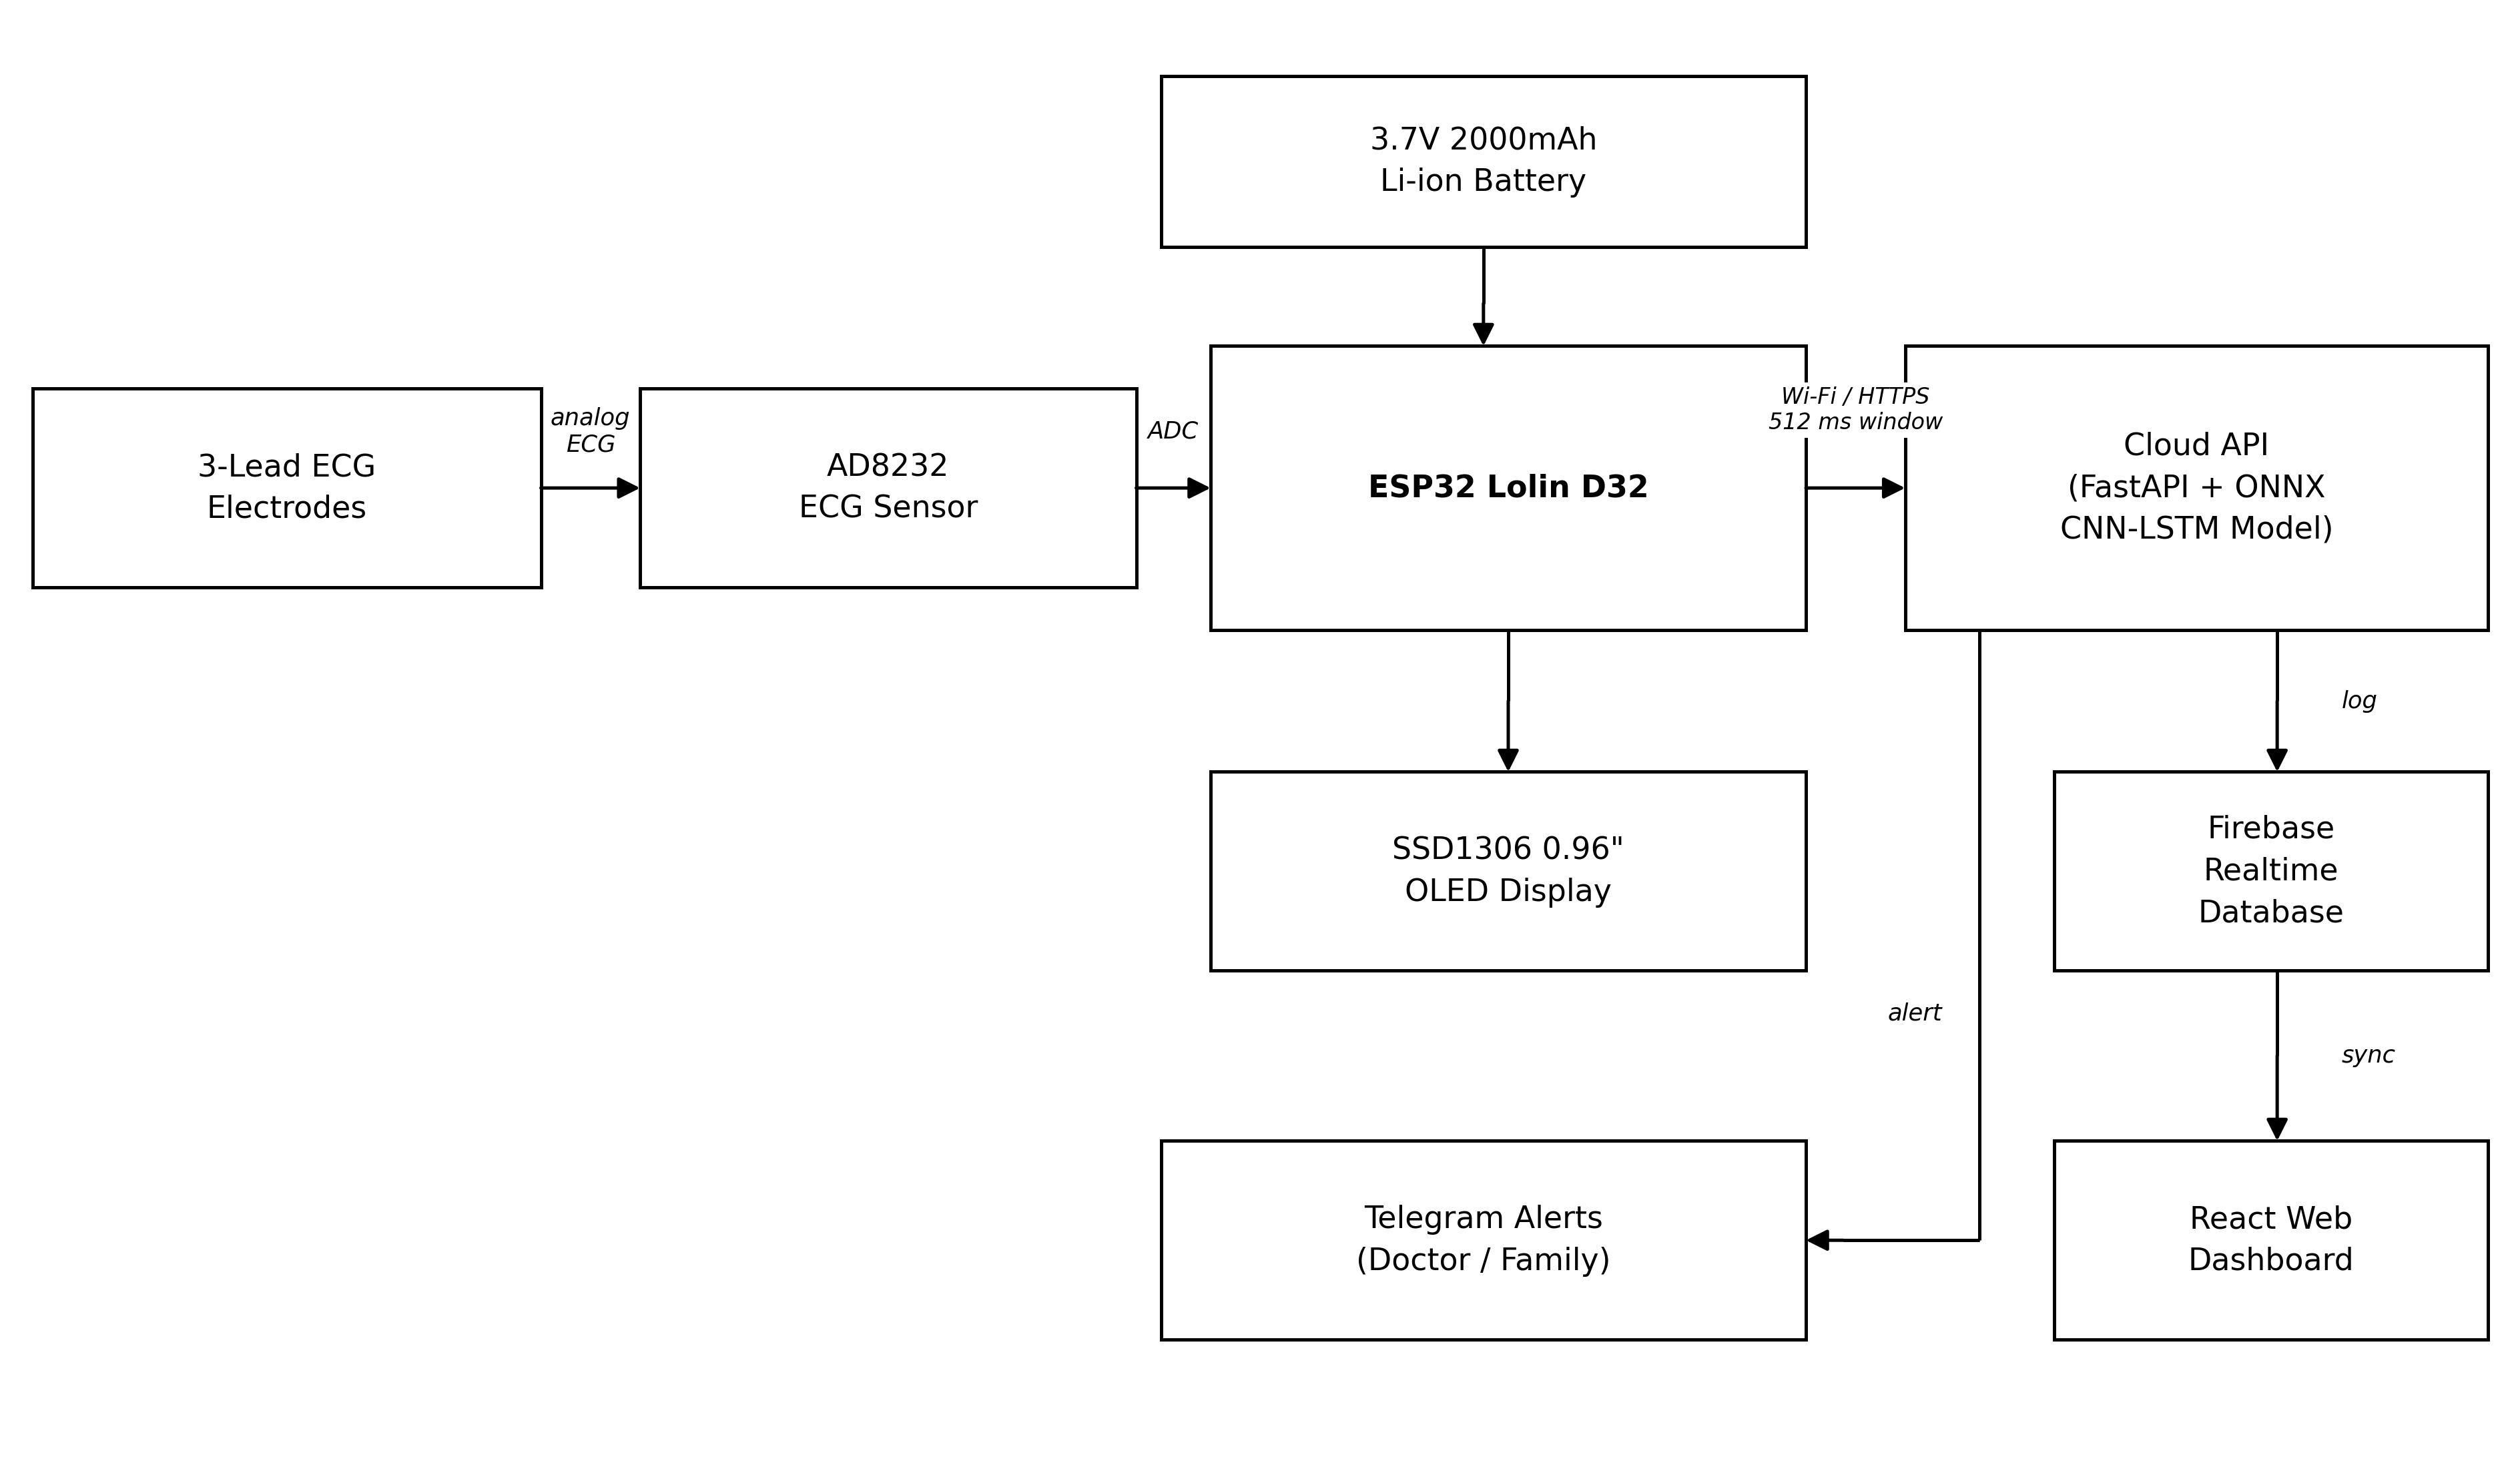 3.7V 2000mAh
Li-ion Battery
3-Lead ECG
Electrodes
analog
ECG
AD8232
ECG Sensor
ADC
ESP32 Lolin D32
Wi-Fi / HTTPS
512 ms window
Cloud API
(FastAPI + ONNX
CNN-LSTM Model)
log
SSD1306 0.96"
OLED Display
Firebase
Realtime
Database
alert
sync
Telegram Alerts
(Doctor / Family)
React Web
Dashboard